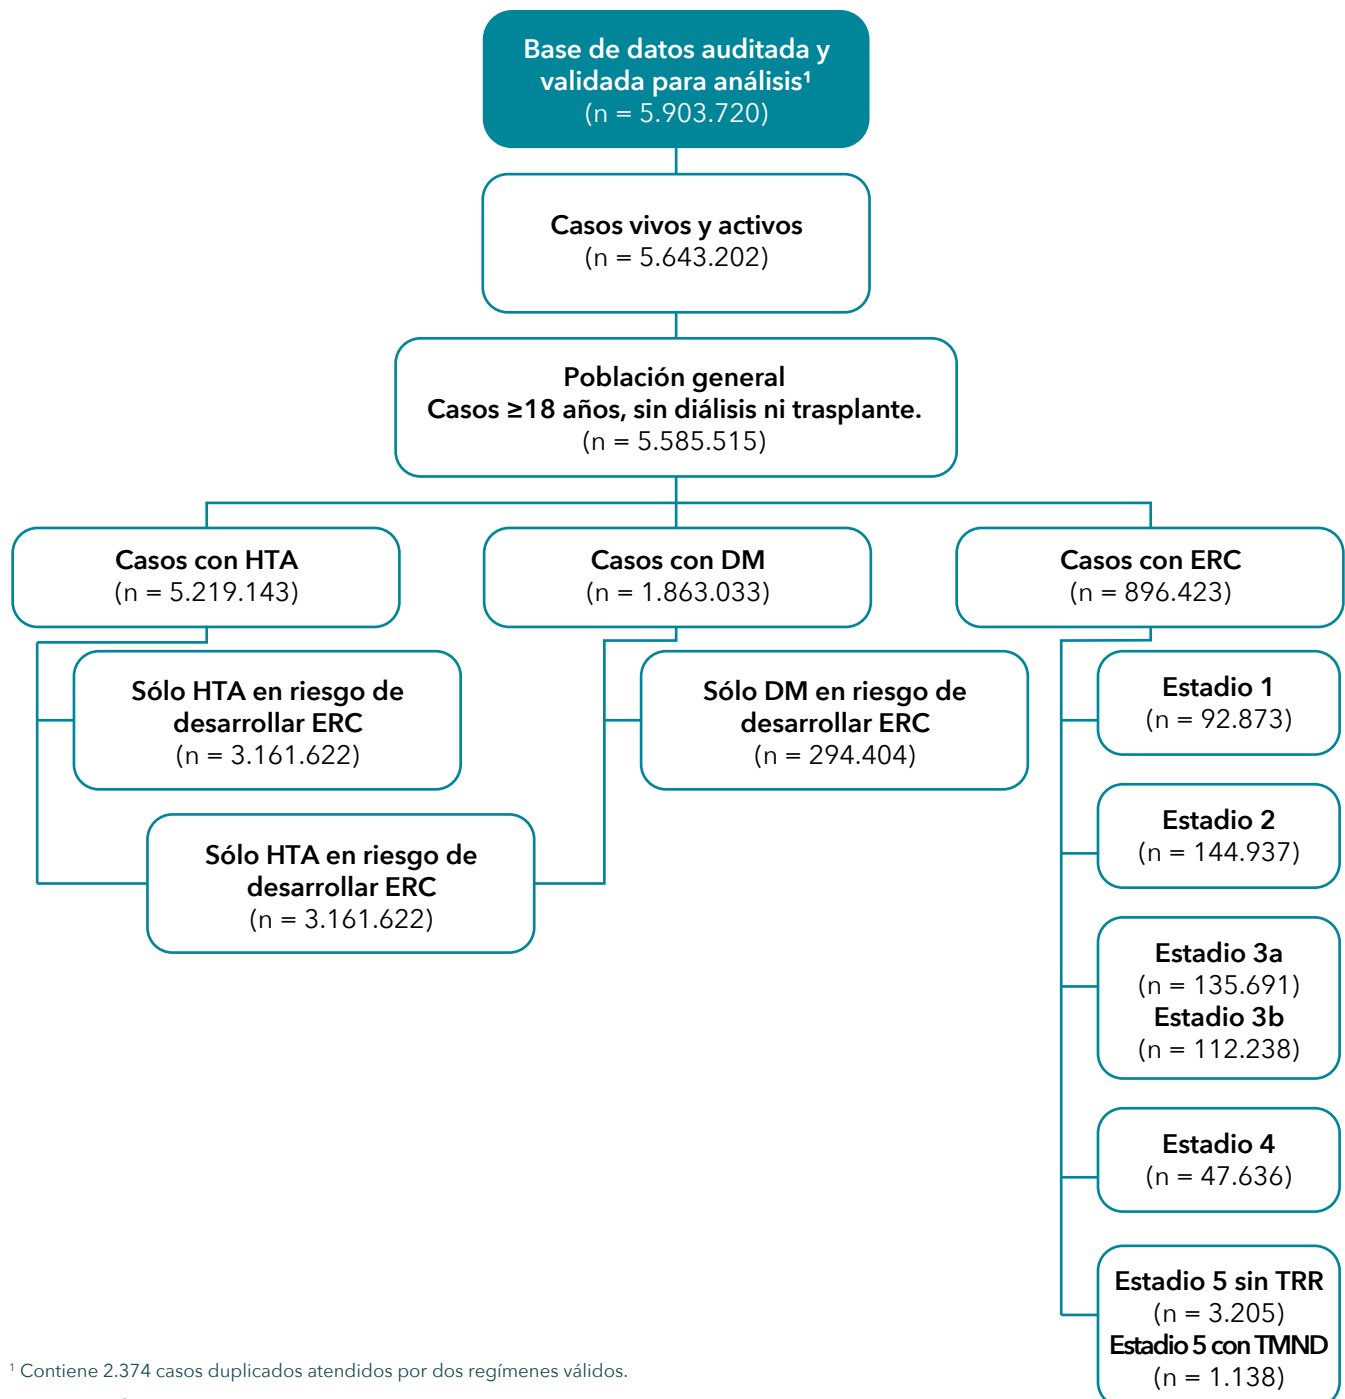 Base de datos auditada y
validada para análisis¹
(n = 5.903.720)
Casos vivos y activos
(n = 5.643.202)
Población general
Casos ≥18 años, sin diálisis ni trasplante.
(n = 5.585.515)
Casos con HTA
(n = 5.219.143)
Casos con DM
(n = 1.863.033)
Casos con ERC
(n = 896.423)
Sólo HTA en riesgo de
desarrollar ERC
(n = 3.161.622)
Sólo DM en riesgo de
desarrollar ERC
(n = 294.404)
Sólo HTA en riesgo de
desarrollar ERC
(n = 3.161.622)
Estadio 1
(n = 92.873)
Estadio 2
(n = 144.937)
Estadio 3a
(n = 135.691)
Estadio 3b
(n = 112.238)
Estadio 4
(n = 47.636)
Estadio 5 sin TRR
(n = 3.205)
Estadio 5 con TMND
(n = 1.138)
¹ Contiene 2.374 casos duplicados atendidos por dos regímenes válidos.